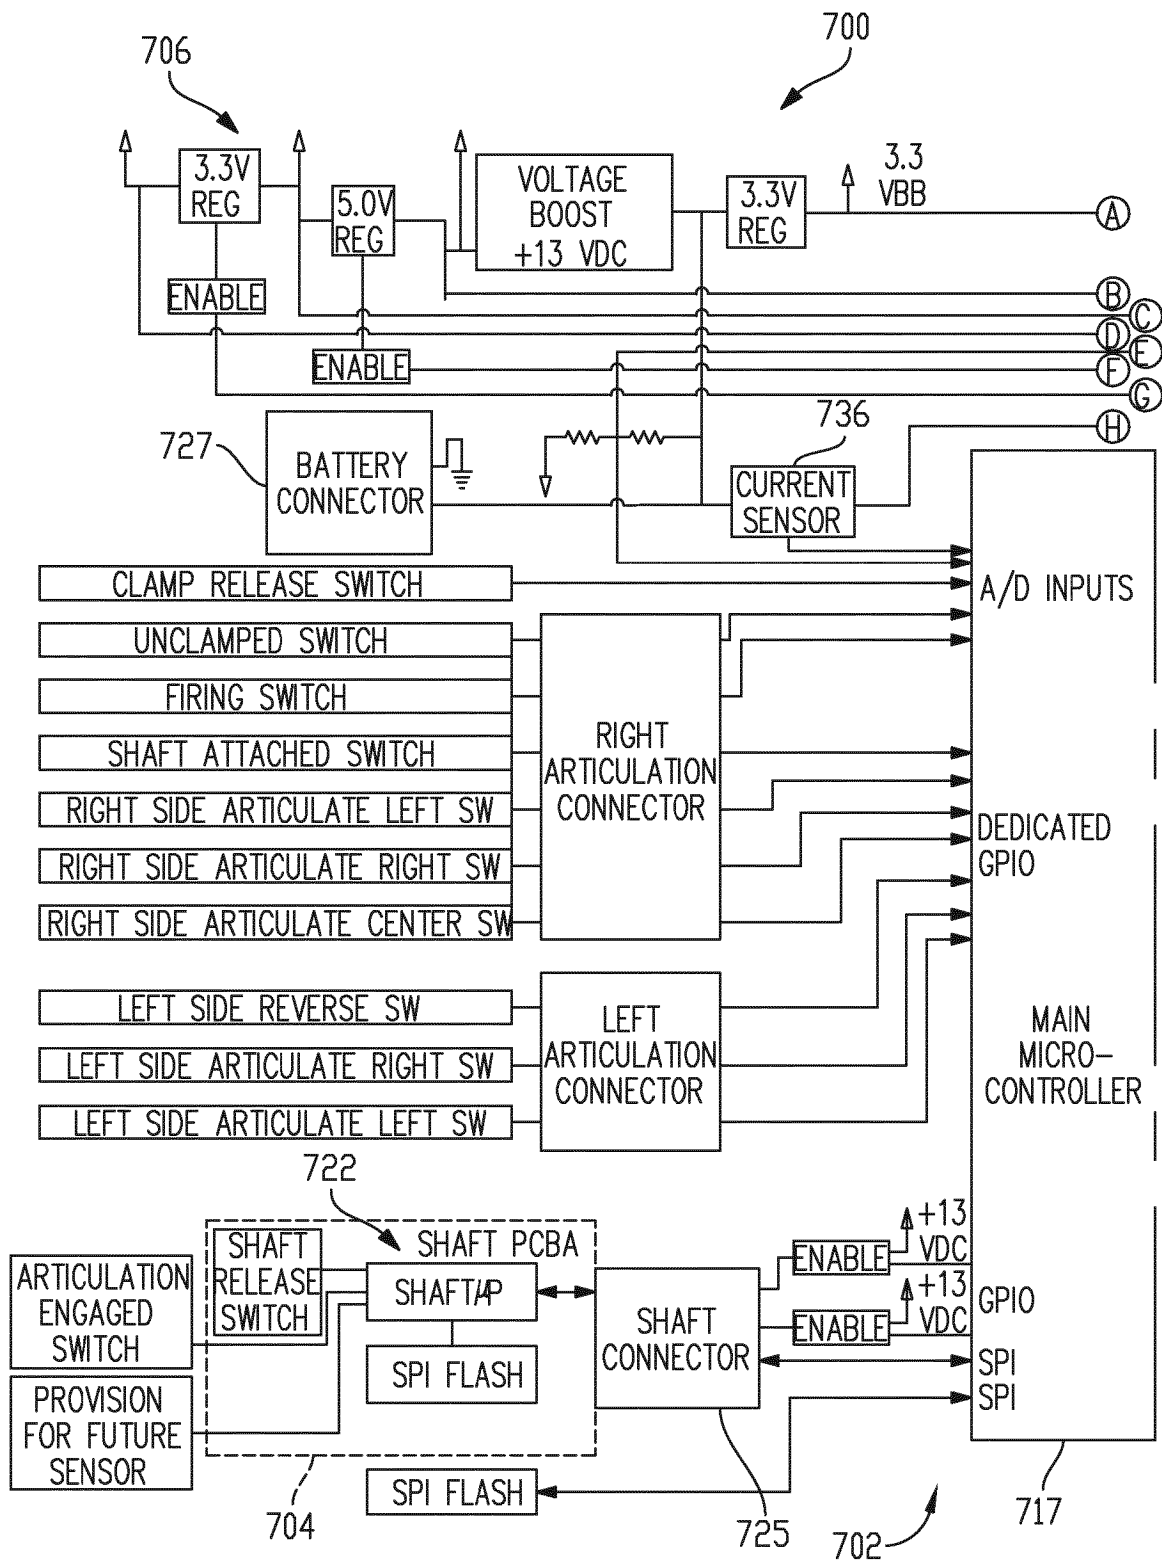 700
706
3.3V
REG
5.0V
REG
VOLTAGE
BOOST
+13 VDC
3.3V
REG
3.3
VBB
A
ENABLE
B
C
D
E
ENABLE
F
G
H
736
727
BATTERY
CONNECTOR
CURRENT
SENSOR
CLAMP RELEASE SWITCH
A/D INPUTS
UNCLAMPED SWITCH
FIRING SWITCH
SHAFT ATTACHED SWITCH
RIGHT SIDE ARTICULATE LEFT SW
RIGHT SIDE ARTICULATE RIGHT SW
RIGHT SIDE ARTICULATE CENTER SW
RIGHT
ARTICULATION
CONNECTOR
DEDICATED
GPIO
LEFT SIDE REVERSE SW
LEFT SIDE ARTICULATE RIGHT SW
LEFT SIDE ARTICULATE LEFT SW
LEFT
ARTICULATION
CONNECTOR
MAIN
MICRO-
CONTROLLER
722
SHAFT PCBA
SHAFT
RELEASE
SWITCH
ARTICULATION
ENGAGED
SWITCH
SHAFT μP
SPI FLASH
PROVISION
FOR FUTURE
SENSOR
SHAFT
CONNECTOR
ENABLE
+13
VDC
ENABLE
+13
VDC
GPIO
SPI
SPI
SPI FLASH
704
725
702
717